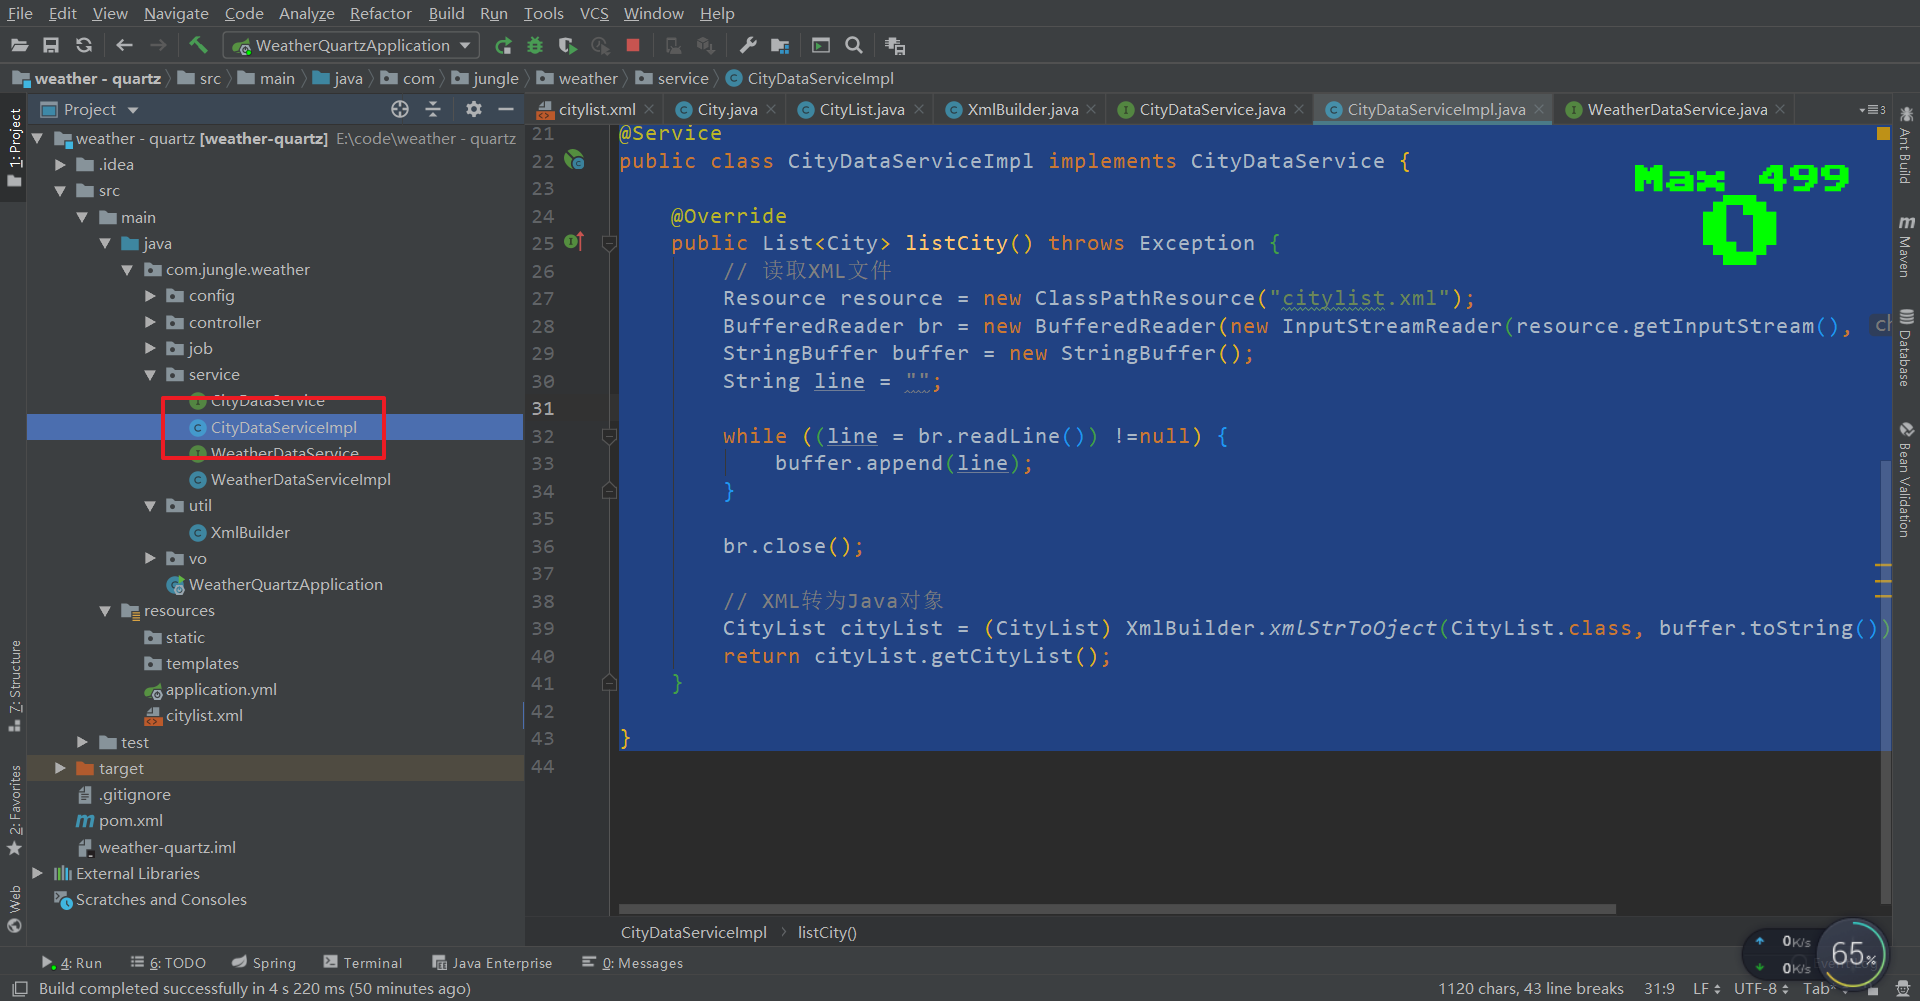 File Edit View Navigate Code Analyze Refactor Build Run Tools VCS Window Help
WeatherQuartzApplication
weather - quartz src main java com jungle weather service CityDataServiceImpl
Project
citylist.xml City.java CityList.java XmlBuilder.java CityDataService.java CityDataServiceImpl.java WeatherDataService.java 3
1: Project
7: Structure
2: Favorites
Web
weather - quartz [weather-quartz] E:\code\weather - quartz
.idea
src
main
java
com.jungle.weather
config
controller
job
service
CityDataService
CityDataServiceImpl
WeatherDataService
WeatherDataServiceImpl
util
XmlBuilder
vo
WeatherQuartzApplication
resources
static
templates
application.yml
citylist.xml
test
target
.gitignore
pom.xml
weather-quartz.iml
External Libraries
Scratches and Consoles
21 @Service
22 public class CityDataServiceImpl implements CityDataService {
23
24 @Override
25 public List<City> listCity() throws Exception {
26 // 读取XML文件
27 Resource resource = new ClassPathResource("citylist.xml");
28 BufferedReader br = new BufferedReader(new InputStreamReader(resource.getInputStream(), ch
29 StringBuffer buffer = new StringBuffer();
30 String line = "";
31
32 while ((line = br.readLine()) !=null) {
33 buffer.append(line);
34 }
35
36 br.close();
37
38 // XML转为Java对象
39 CityList cityList = (CityList) XmlBuilder.xmlStrToOject(CityList.class, buffer.toString())
40 return cityList.getCityList();
41 }
42
43 }
44
Max 499
0
Ant Build
Maven
Database
Bean Validation
CityDataServiceImpl listCity()
0K/s
0K/s
65%
4: Run 6: TODO Spring Terminal Java Enterprise 0: Messages
Build completed successfully in 4 s 220 ms (50 minutes ago)
1120 chars, 43 line breaks 31:9 LF UTF-8 Tab*